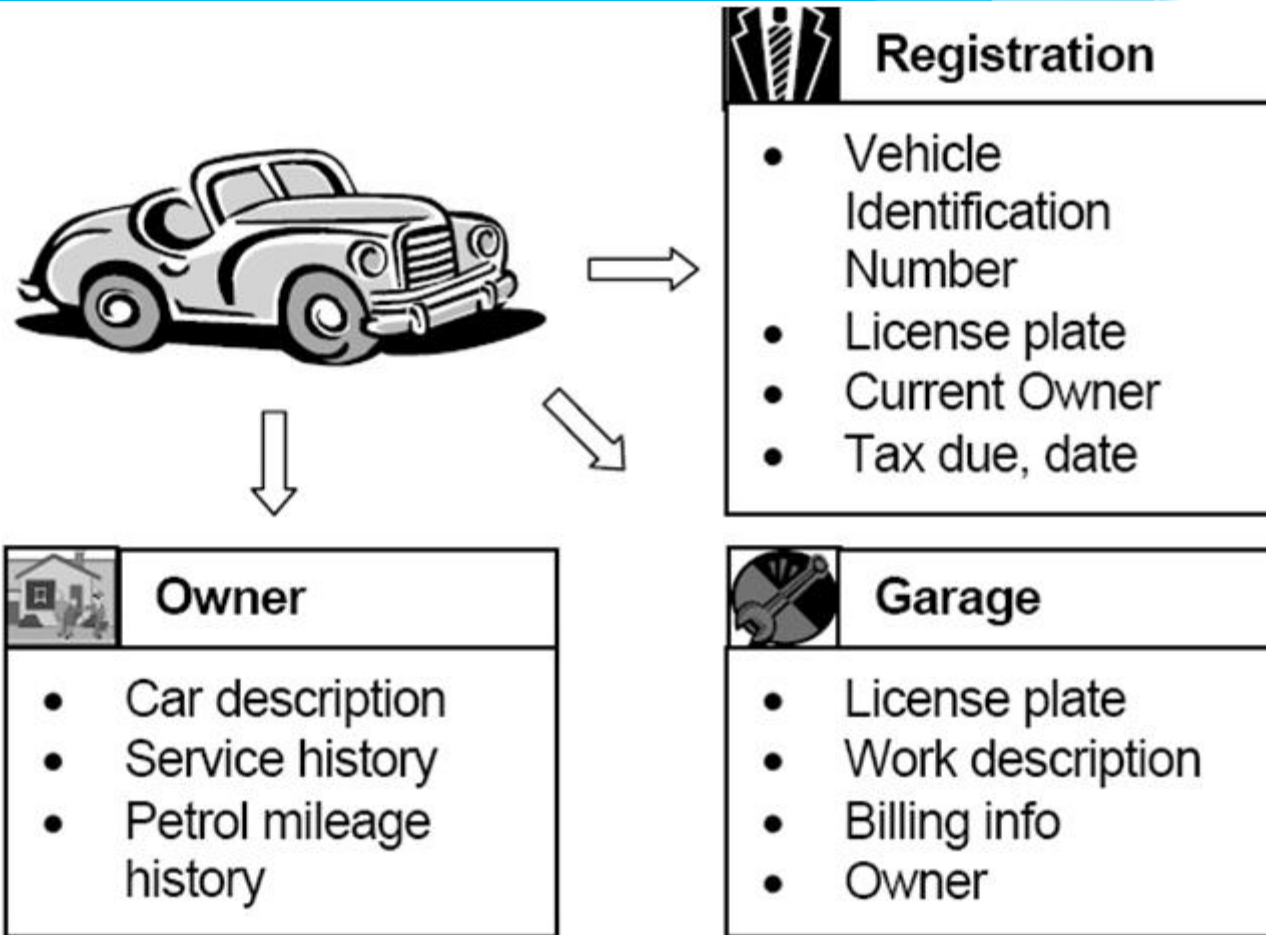 Registration
• Vehicle
Identification
Number
• License plate
• Current Owner
• Tax due, date
Owner
• Car description
• Service history
• Petrol mileage
history
Garage
• License plate
• Work description
• Billing info
• Owner